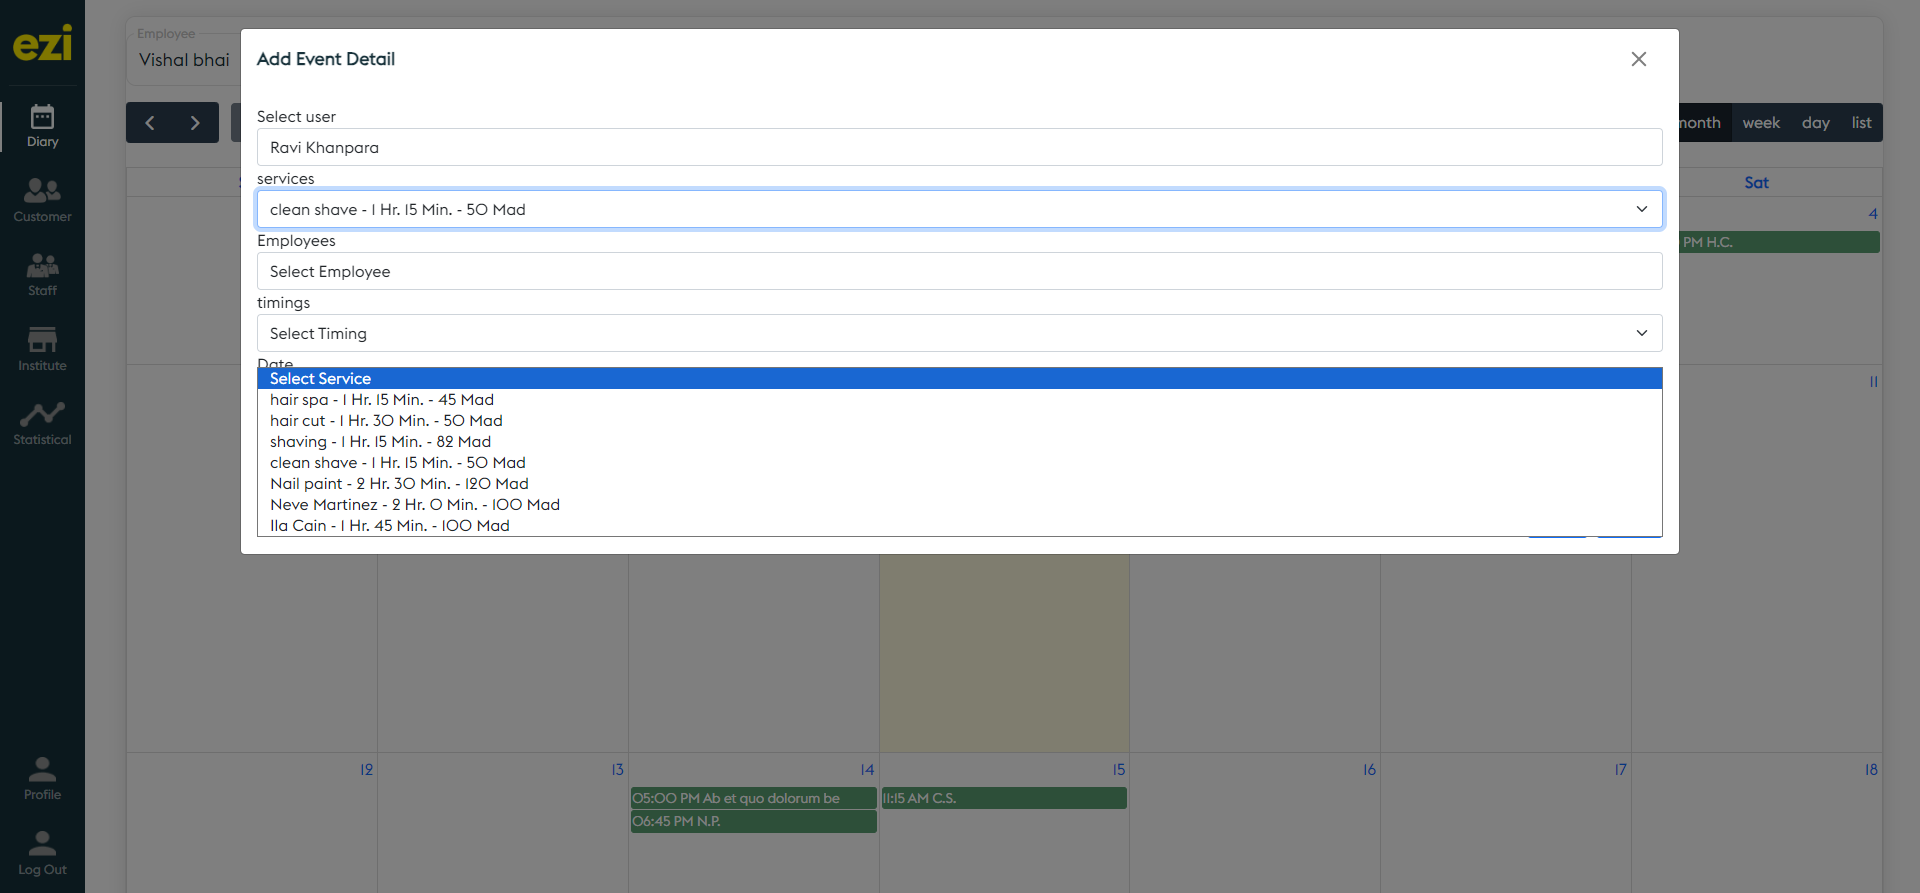 ezi
Diary
Customer
Staff
Institute
Statistical
Profile
Log Out
Employee
Vishal bhai
Add Event Detail
Select user
Ravi Khanpara
services
clean shave - 1 Hr. 15 Min. - 50 Mad
Employees
Select Employee
timings
Select Timing
Date
Select Service
hair spa - 1 Hr. 15 Min. - 45 Mad
hair cut - 1 Hr. 30 Min. - 50 Mad
shaving - 1 Hr. 15 Min. - 82 Mad
clean shave - 1 Hr. 15 Min. - 50 Mad
Nail paint - 2 Hr. 30 Min. - 120 Mad
Neve Martinez - 2 Hr. 0 Min. - 100 Mad
Ila Cain - 1 Hr. 45 Min. - 100 Mad
month week day list
Sat
4
PM H.C.
11
12 13 14 15 16 17 18
05:00 PM Ab et quo dolorum be
11:15 AM C.S.
06:45 PM N.P.